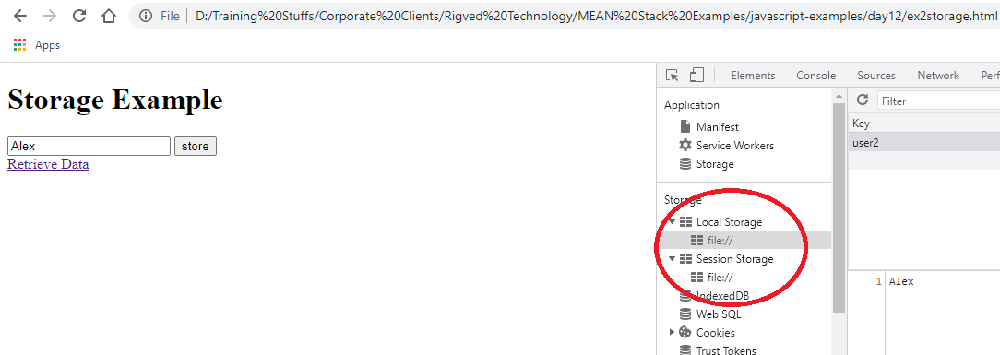 File D:/Training%20Stuffs/Corporate%20Clients/Rigved%20Technology/MEAN%20Stack%20Examples/javascript-examples/day12/ex2storage.html
Apps
Storage Example
Alex store
Retrieve Data
Elements Console Sources Network Perf
Application
Manifest
Service Workers
Storage
Storage
Local Storage
file://
Session Storage
file://
IndexedDB
Web SQL
Cookies
Trust Tokens
Filter
Key
user2
1 Alex